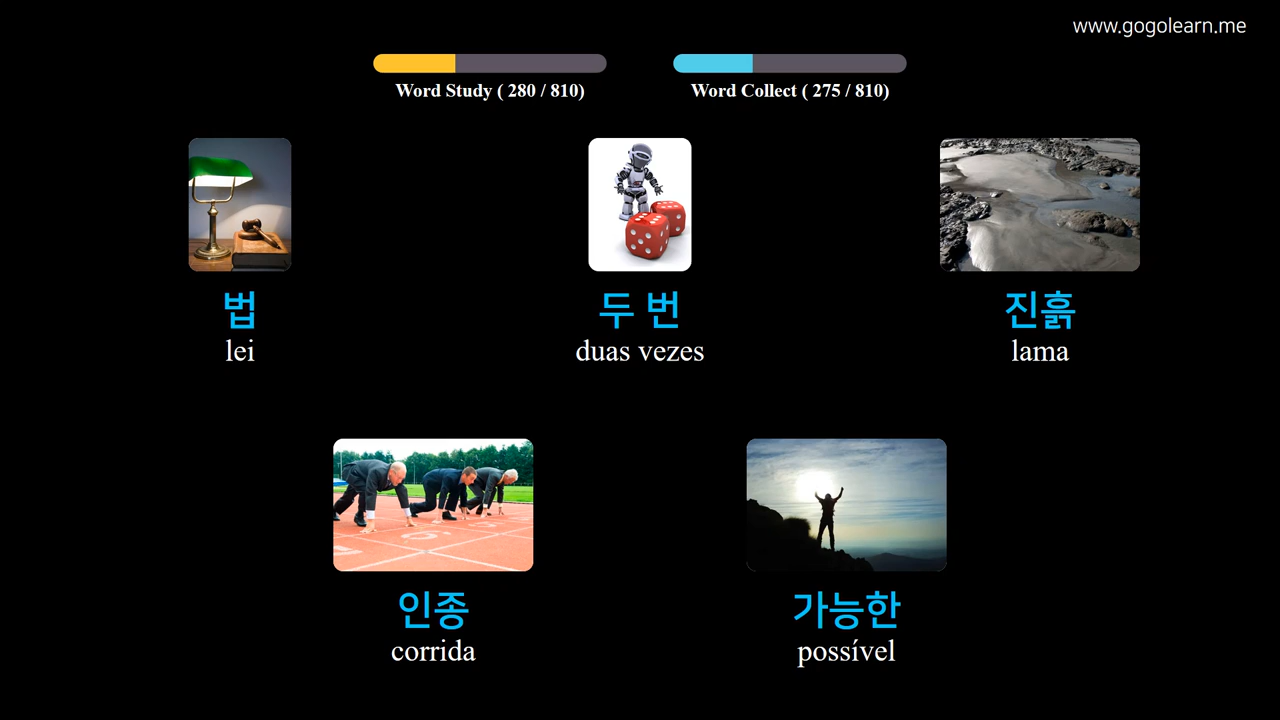 www.gogolearn.me
Word Study ( 280 / 810)
Word Collect ( 275 / 810)
법
lei
두 번
duas vezes
진흙
lama
인종
corrida
가능한
possível